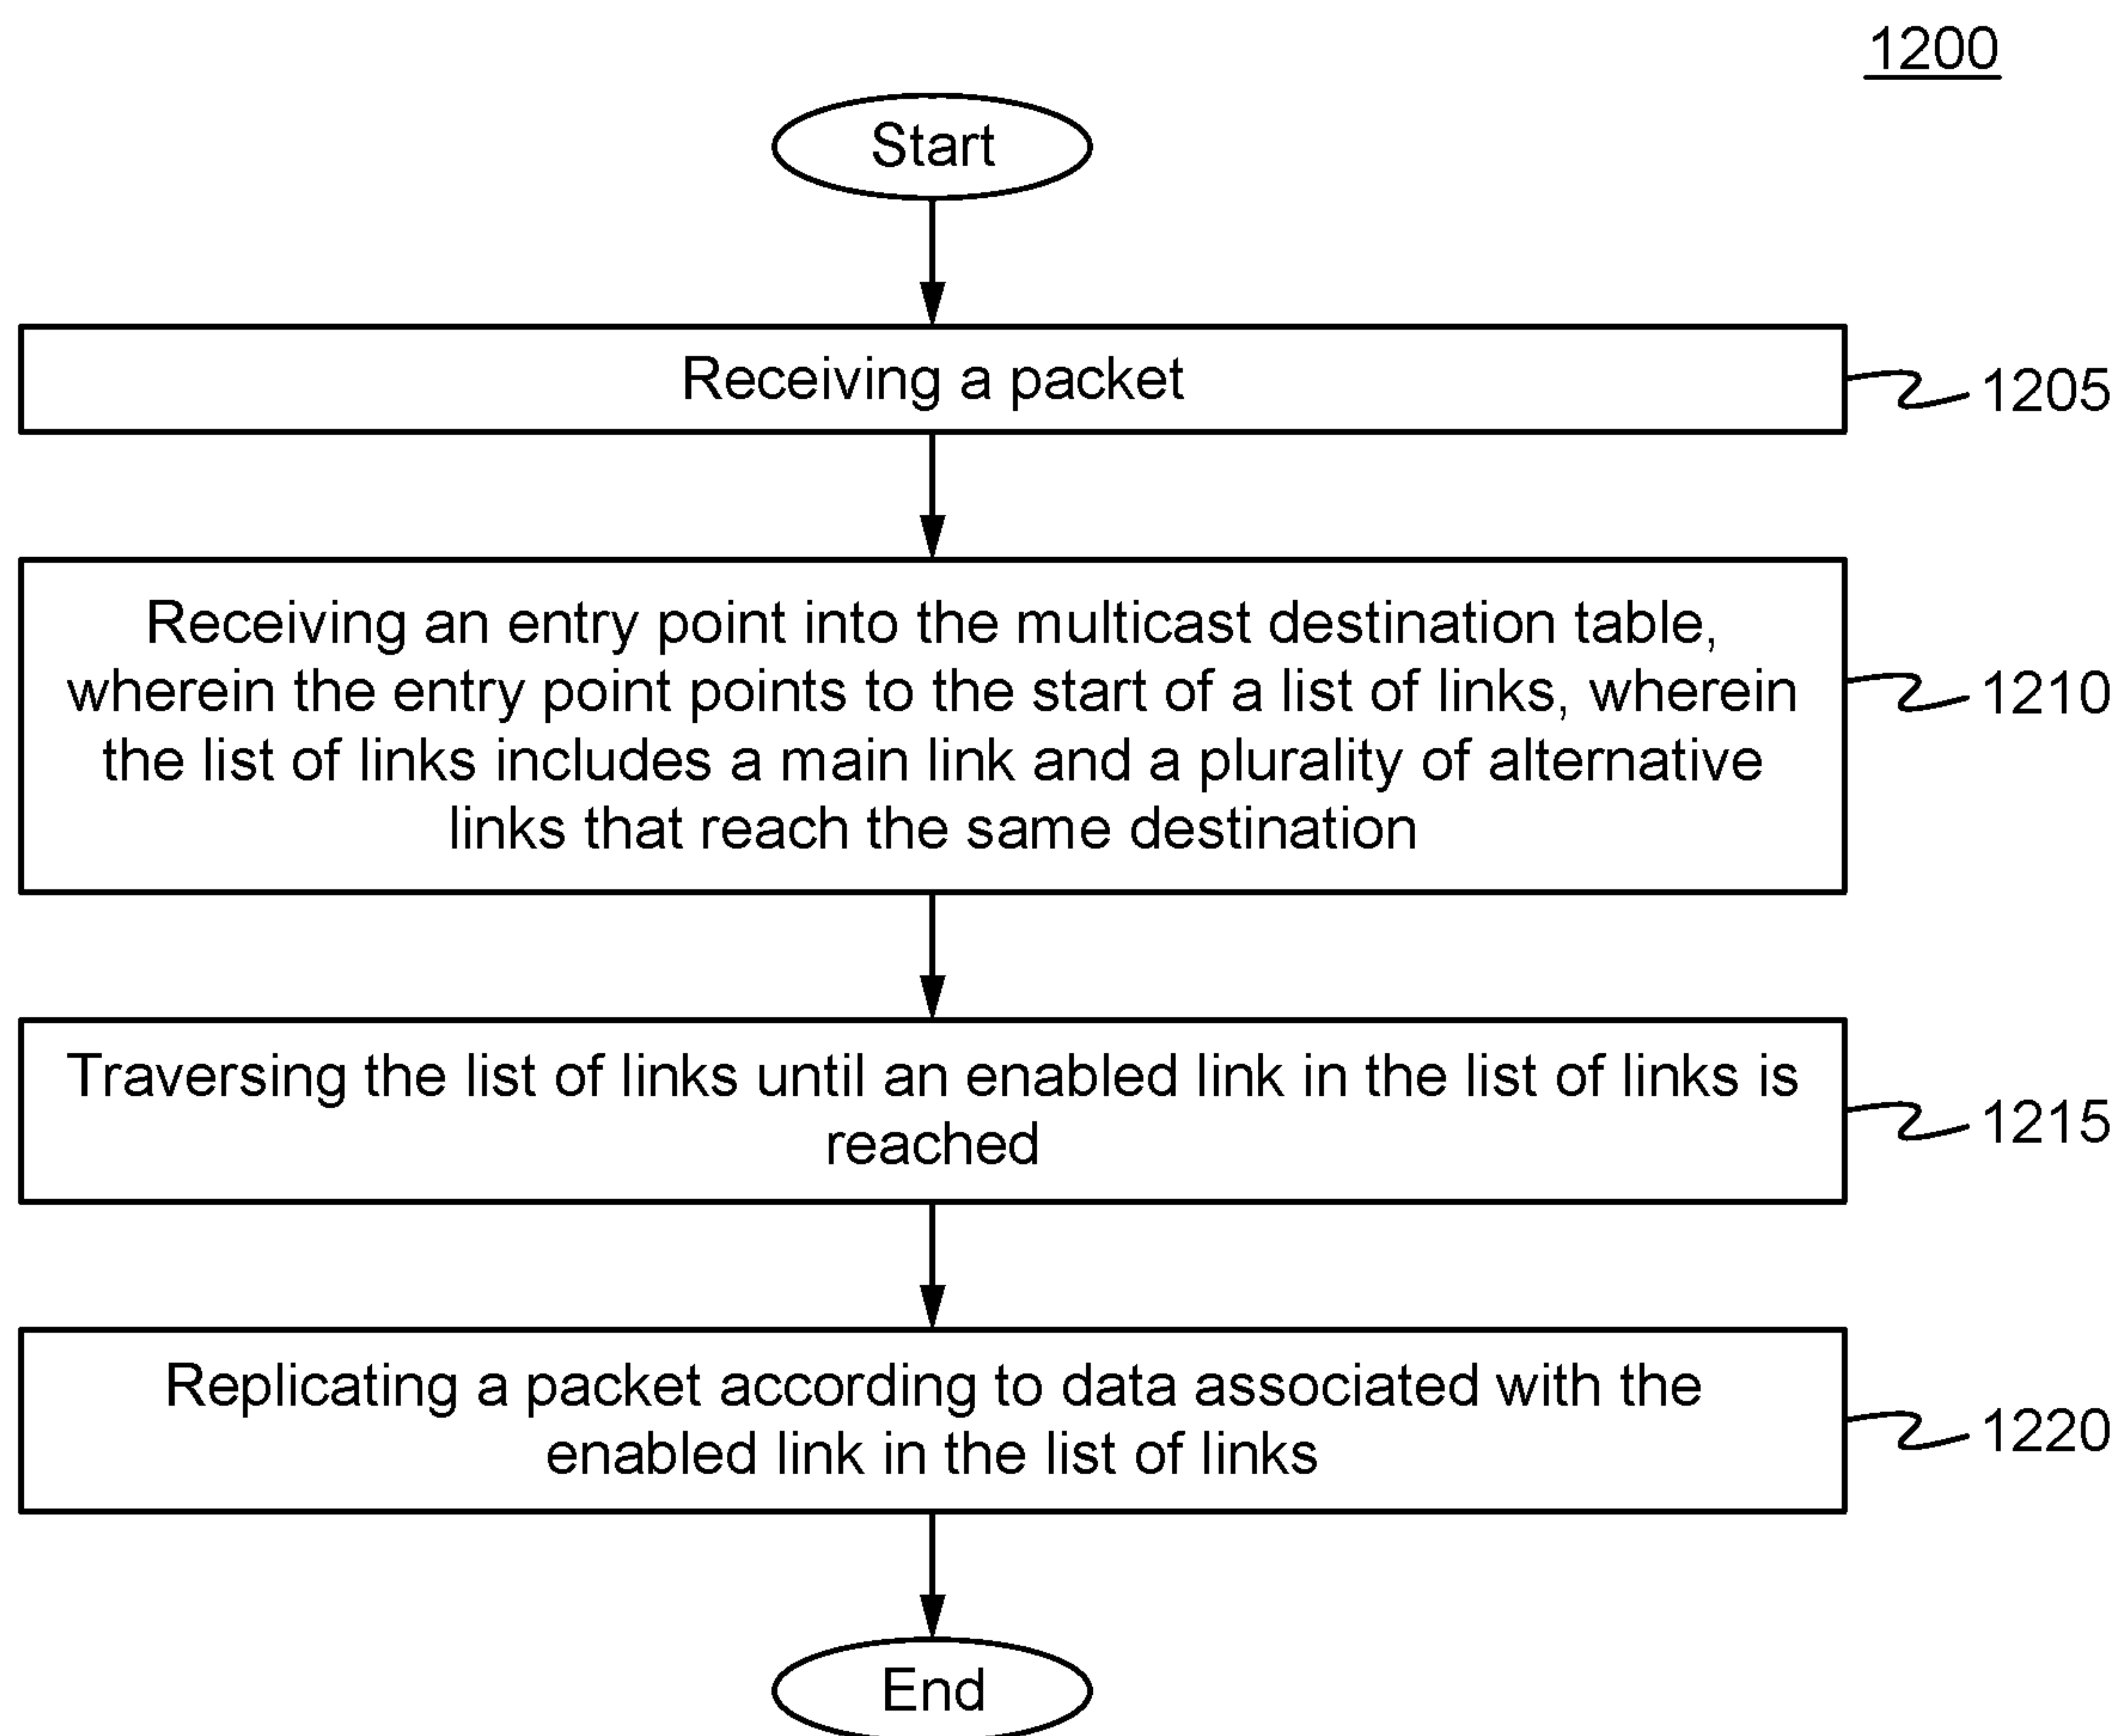 1200
Start
Receiving a packet
1205
Receiving an entry point into the multicast destination table,
wherein the entry point points to the start of a list of links, wherein
the list of links includes a main link and a plurality of alternative
links that reach the same destination
1210
Traversing the list of links until an enabled link in the list of links is
reached
1215
Replicating a packet according to data associated with the
enabled link in the list of links
1220
End